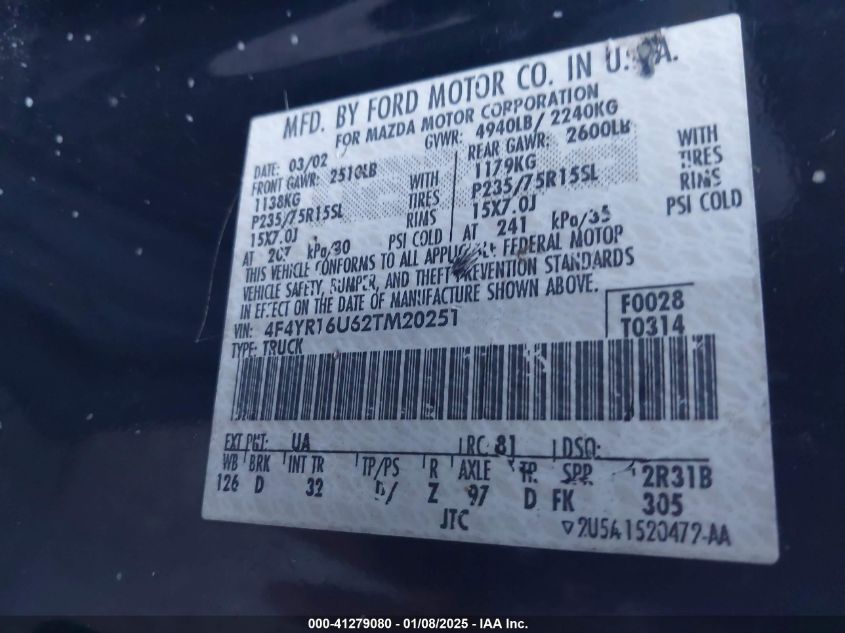 MFD. BY FORD MOTOR CO. IN U.S.A.
FOR MAZDA MOTOR CORPORATION
GVWR: 4940LB/ 2240KG
DATE: 03/02
FRONT GAWR: 2510LB
1138KG WITH
P235/75R15SL TIRES
15X7.0J RIMS
AT 207 kPa/30 PSI COLD
REAR GAWR: 2600LB
1179KG WITH
P235/75R15SL TIRES
15X7.0J RIMS
AT 241 kPa/35 PSI COLD
THIS VEHICLE CONFORMS TO ALL APPLICABLE FEDERAL MOTOR
VEHICLE SAFETY, BUMPER, AND THEFT PREVENTION STANDARDS
IN EFFECT ON THE DATE OF MANUFACTURE SHOWN ABOVE.
VIN: 4F4YR16U62TM20251
TYPE: TRUCK
F0028
T0314
EXT PNT: UA RC: 81 DSO:
WB BRK INT TR TP/PS R AXLE TR SPR 2R31B
126 D 32 D/ Z 97 D FK 305
JTC
2U5A1520472-AA
000-41279080 - 01/08/2025 - IAA Inc.